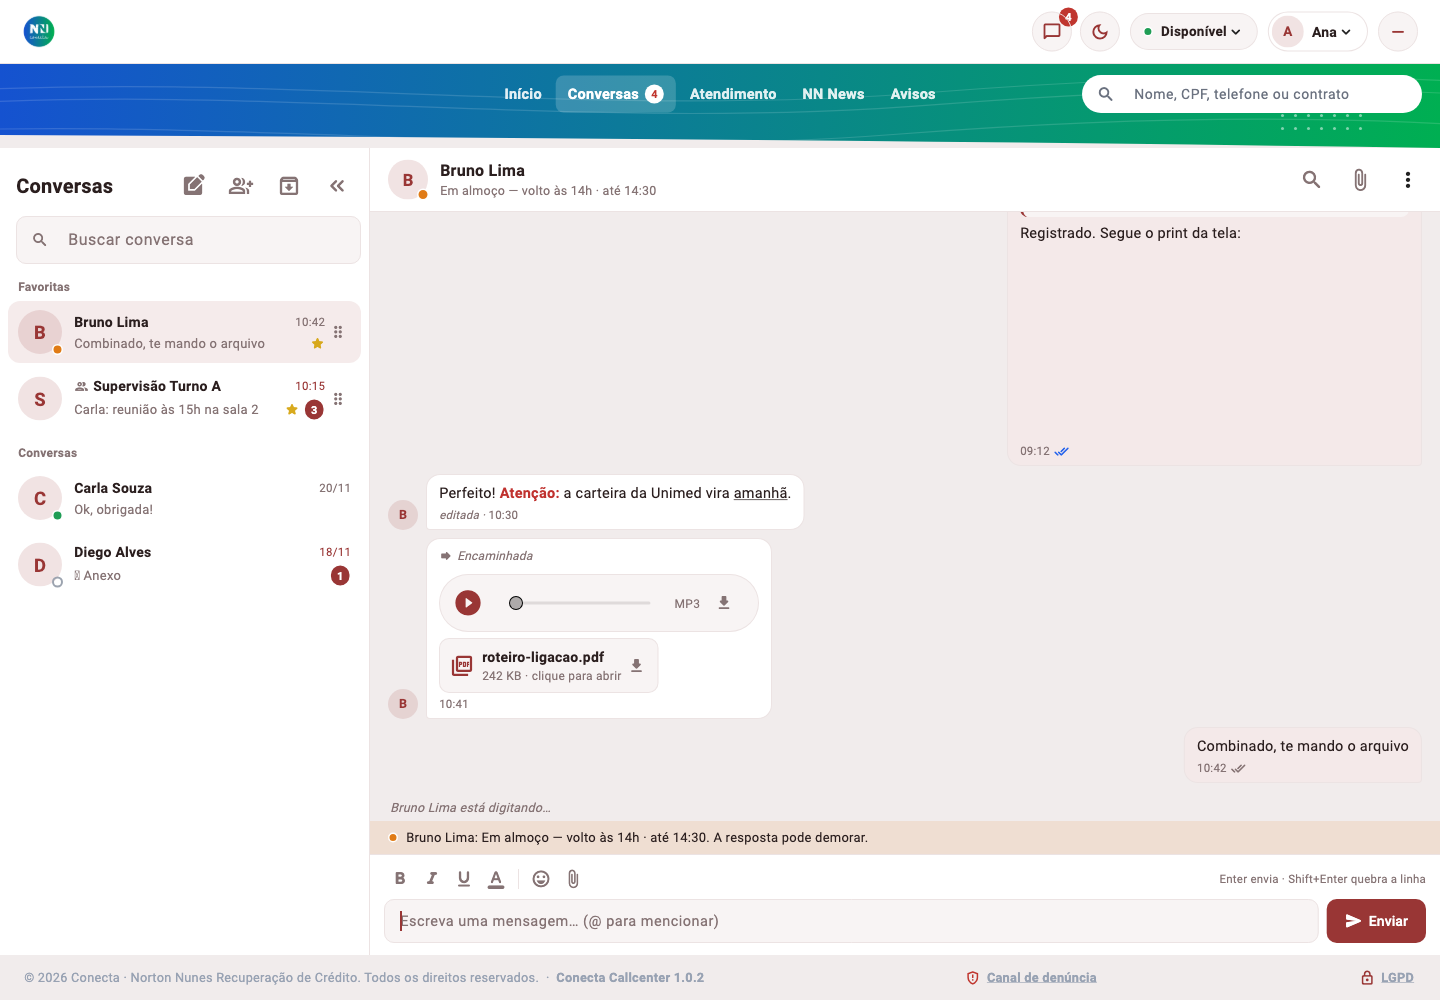 NN
4
Disponível
A
Ana
Início
Conversas 4
Atendimento
NN News
Avisos
Nome, CPF, telefone ou contrato
Conversas
Buscar conversa
Favoritas
B
Bruno Lima
10:42
Combinado, te mando o arquivo
S
Supervisão Turno A
10:15
Carla: reunião às 15h na sala 2
3
Conversas
C
Carla Souza
20/11
Ok, obrigada!
D
Diego Alves
18/11
Anexo
1
B
Bruno Lima
Em almoço — volto às 14h · até 14:30
Registrado. Segue o print da tela:
09:12
Perfeito! Atenção: a carteira da Unimed vira amanhã.
editada · 10:30
B
Encaminhada
MP3
PDF
roteiro-ligacao.pdf
242 KB · clique para abrir
10:41
B
Combinado, te mando o arquivo
10:42
Bruno Lima está digitando…
Bruno Lima: Em almoço — volto às 14h · até 14:30. A resposta pode demorar.
B I U A
Enter envia · Shift+Enter quebra a linha
Escreva uma mensagem… (@ para mencionar)
Enviar
© 2026 Conecta · Norton Nunes Recuperação de Crédito. Todos os direitos reservados. · Conecta Callcenter 1.0.2
Canal de denúncia
LGPD